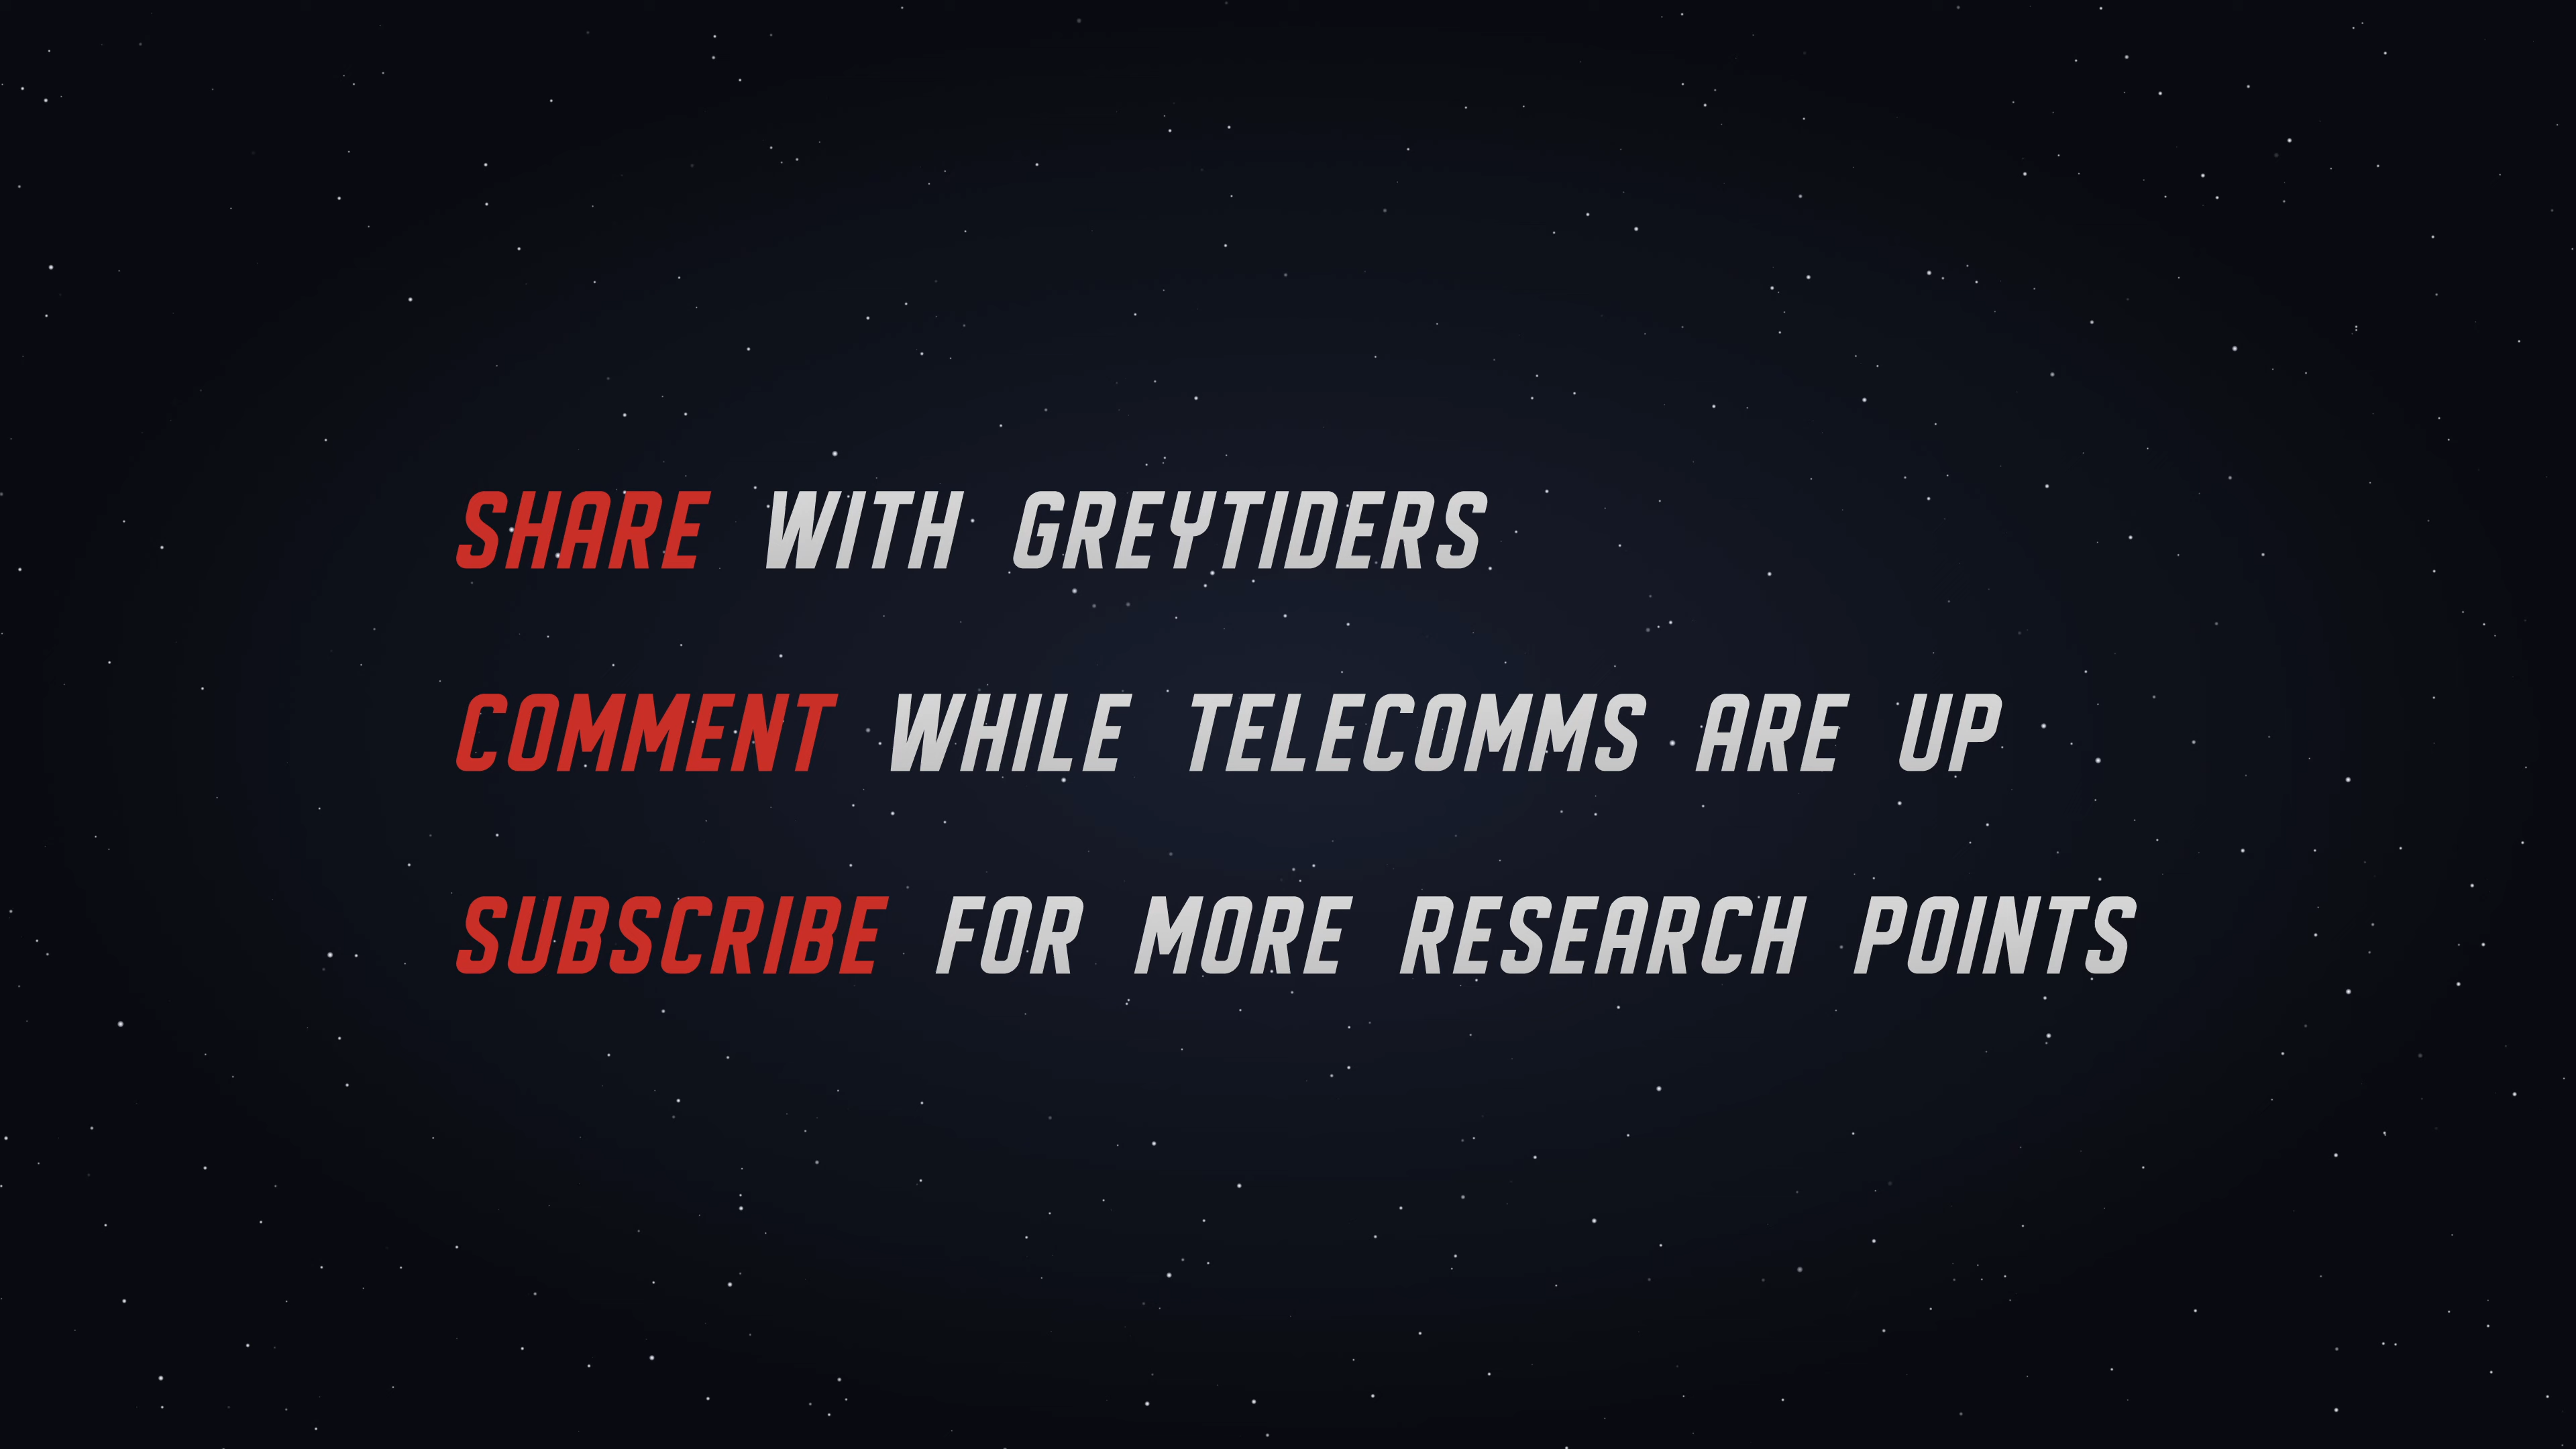 SHARE WITH GREYTIDERS
COMMENT WHILE TELECOMMS ARE UP
SUBSCRIBE FOR MORE RESEARCH POINTS